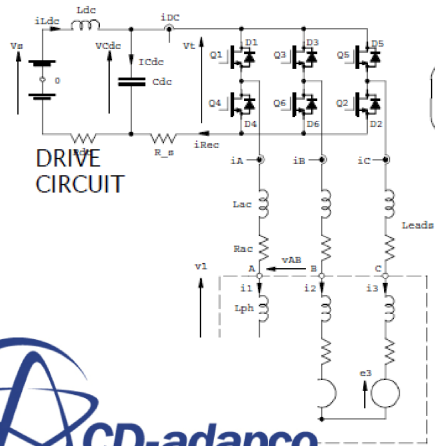 Ldc
iLdc iDC
Vs VCdc ICdc Vt Q1 D1 Q3 D3 Q5 D5
0 Cdc
Q4 Q6 Q2
D4 D6 D2
R_s iRec
DRIVE
CIRCUIT
iA iB iC
Lac
Leads
Rac
v1 A vAB B C
i1 i2 i3
Lph
e3
CD-adapco